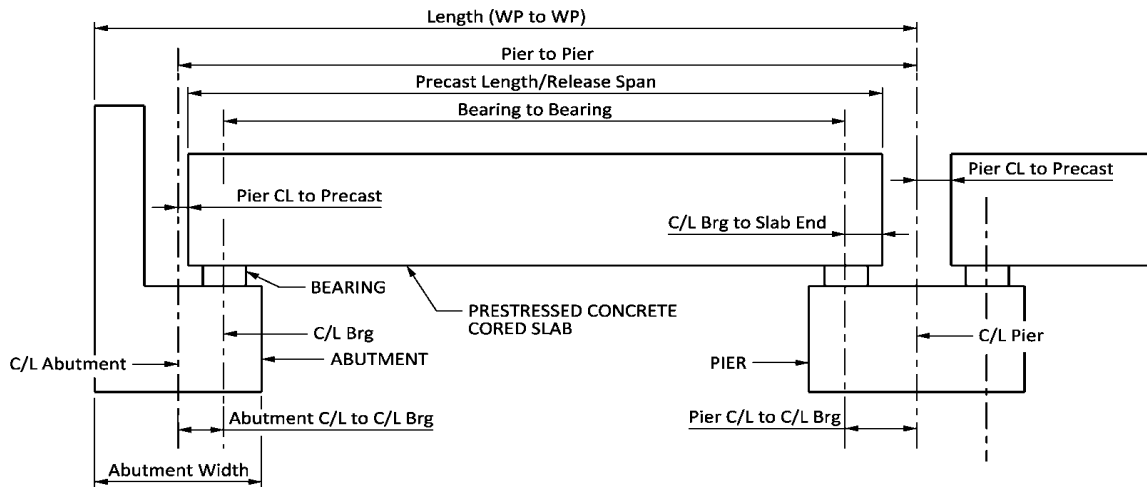 Length (WP to WP)
Pier to Pier
Precast Length/Release Span
Bearing to Bearing
Pier CL to Precast
Pier CL to Precast
C/L Brg to Slab End
BEARING
PRESTRESSED CONCRETE
CORED SLAB
C/L Brg
C/L Pier
C/L Abutment
ABUTMENT
PIER
Abutment C/L to C/L Brg
Pier C/L to C/L Brg
Abutment Width